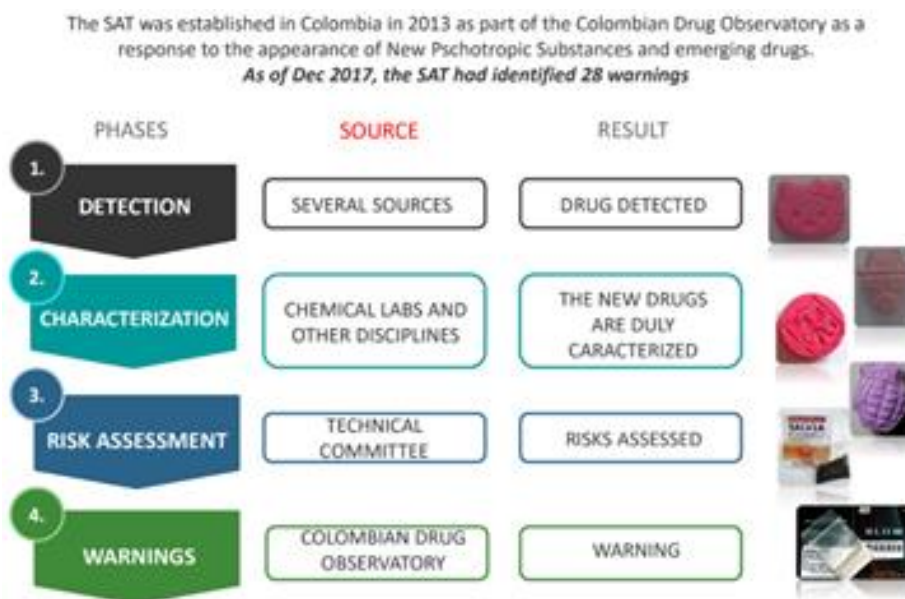 The SAT was established in Colombia in 2013 as part of the Colombian Drug Observatory as a
response to the appearance of New Pschotropic Substances and emerging drugs.
As of Dec 2017, the SAT had identified 28 warnings
PHASES
SOURCE
RESULT
1.
DETECTION
SEVERAL SOURCES
DRUG DETECTED
2.
CHARACTERIZATION
CHEMICAL LABS AND
OTHER DISCIPLINES
THE NEW DRUGS
ARE DULY
CARACTERIZED
3.
RISK ASSESSMENT
TECHNICAL
COMMITTEE
RISKS ASSESSED
SALVIA
4.
WARNINGS
COLOMBIAN DRUG
OBSERVATORY
WARNING